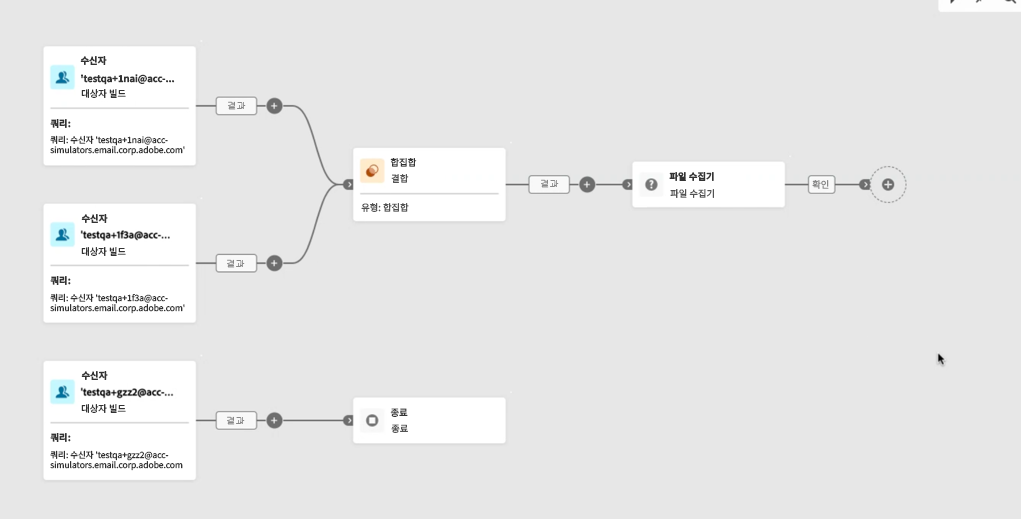 수신자
'testqa+1nai@acc-...
대상자 빌드
쿼리:
쿼리: 수신자 'testqa+1nai@acc-
simulators.email.corp.adobe.com'
결과
수신자
'testqa+1f3a@acc-...
대상자 빌드
쿼리:
쿼리: 수신자 'testqa+1f3a@acc-
simulators.email.corp.adobe.com'
결과
합집합
결합
유형: 합집합
결과
파일 수집기
파일 수집기
확인
수신자
'testqa+gzz2@acc-...
대상자 빌드
쿼리:
쿼리: 수신자 'testqa+gzz2@acc-
simulators.email.corp.adobe.com
결과
종료
종료